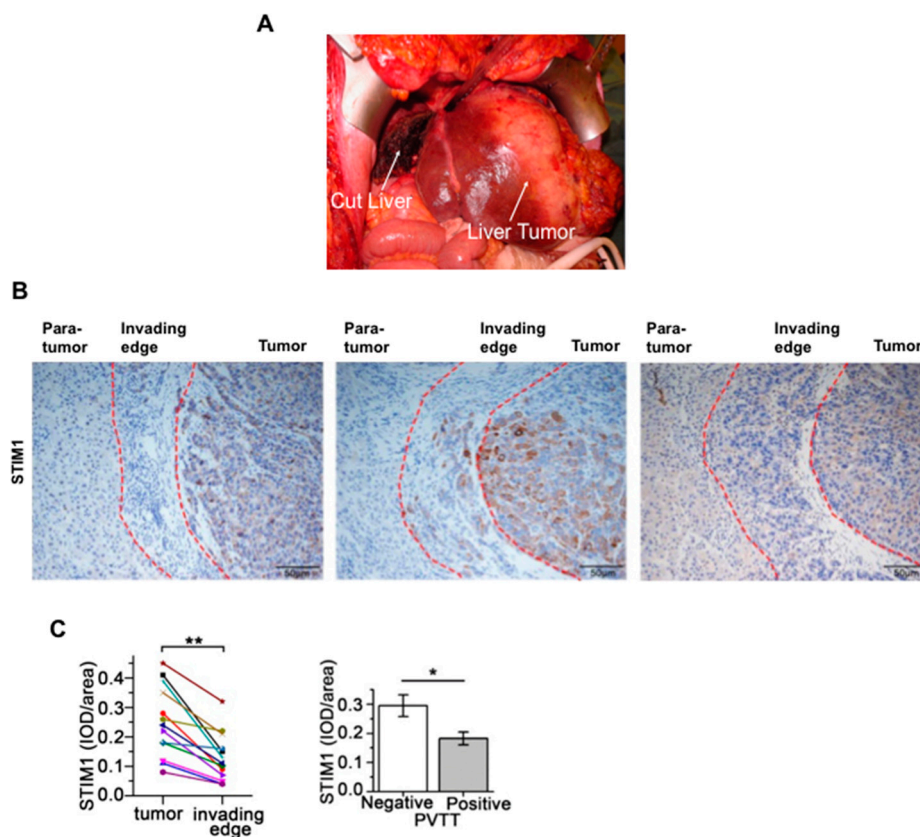 A
Cut Liver
Liver Tumor
B
Para-
tumor
Invading
edge
Tumor
Para-
tumor
Invading
edge
Tumor
Para-
tumor
Invading
edge
Tumor
STIM1
50μm
50μm
50μm
C
**
STIM1 (IOD/area)
0.4
0.3
0.2
0.1
0.0
tumor
invading
edge
*
STIM1 (IOD/area)
0.3
0.2
0.1
0.0
Negative
Positive
PVTT